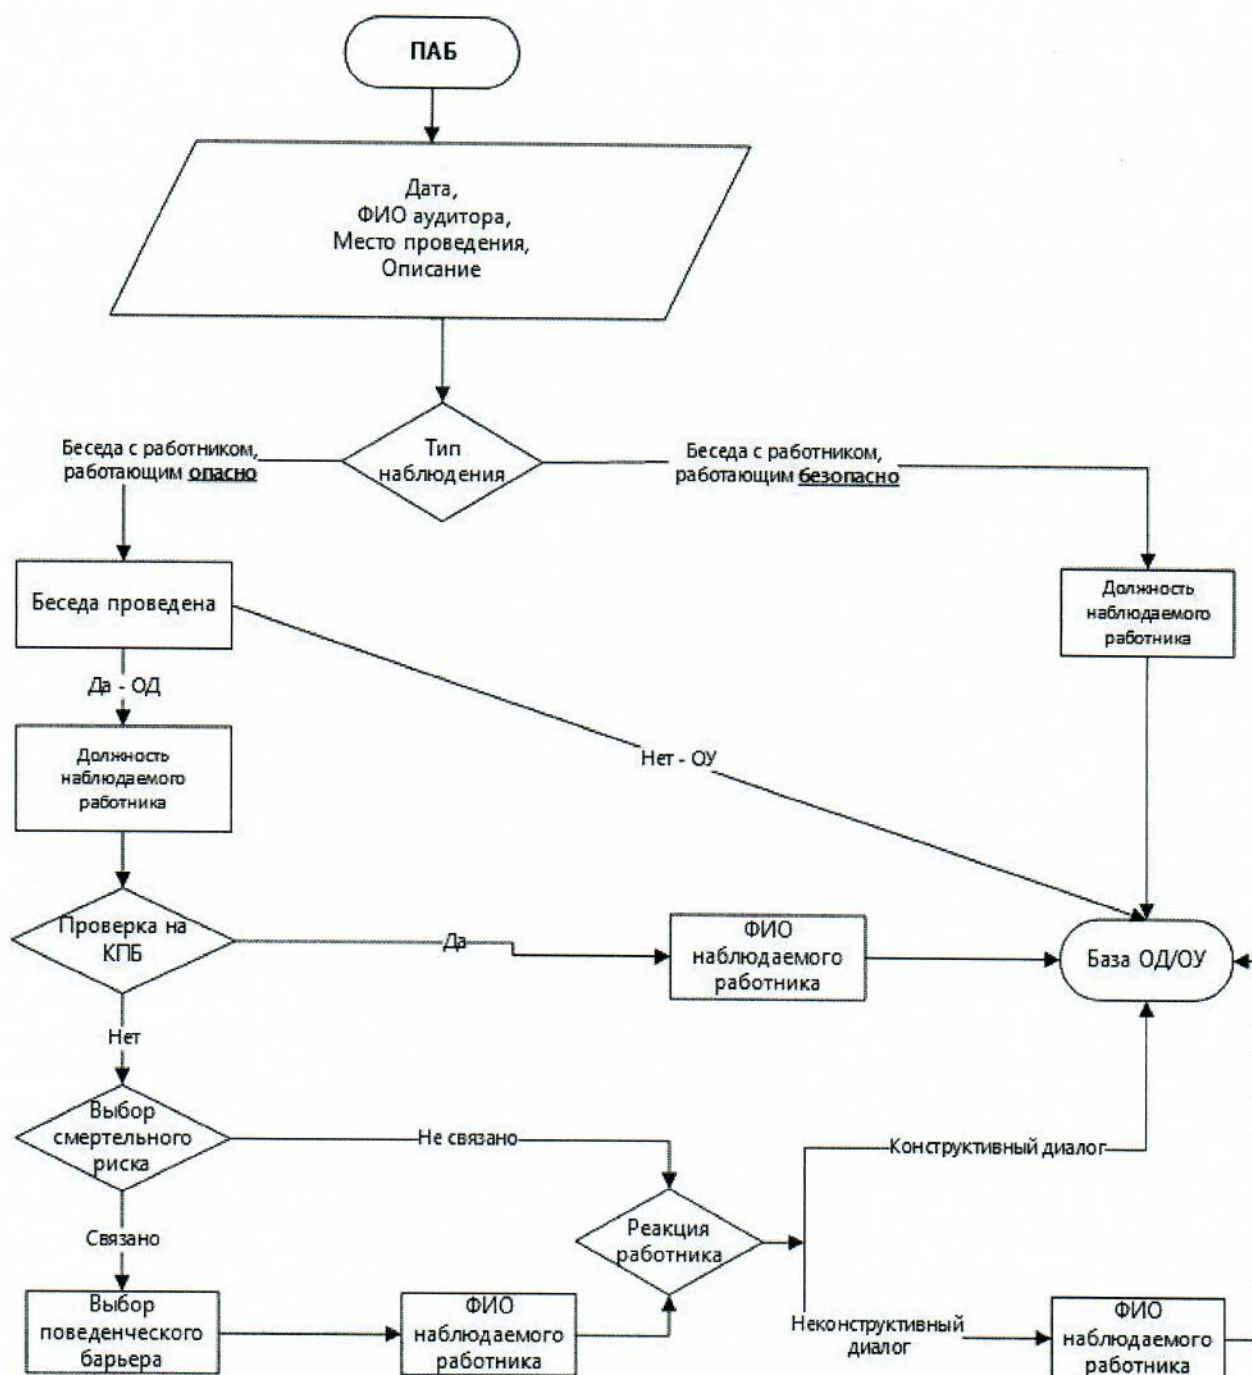 ПАБ
Дата,
ФИО аудитора,
Место проведения,
Описание
Тип
наблюдения
Беседа с работником,
работающим опасно
Беседа с работником,
работающим безопасно
Беседа проведена
Должность
наблюдаемого
работника
Да - ОД
Нет - ОУ
Должность
наблюдаемого
работника
Проверка на
КПБ
Да
ФИО
наблюдаемого
работника
База ОД/ОУ
Нет
Выбор
смертельного
риска
Не связано
Конструктивный диалог
Реакция
работника
Связано
Выбор
поведенческого
барьера
ФИО
наблюдаемого
работника
Неконструктивный
диалог
ФИО
наблюдаемого
работника